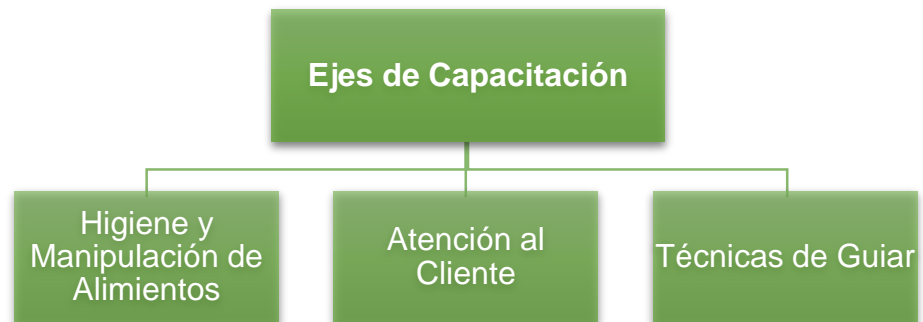 Ejes de Capacitación
Higiene y
Manipulación de
Alimientos
Atención al
Cliente
Técnicas de Guiar